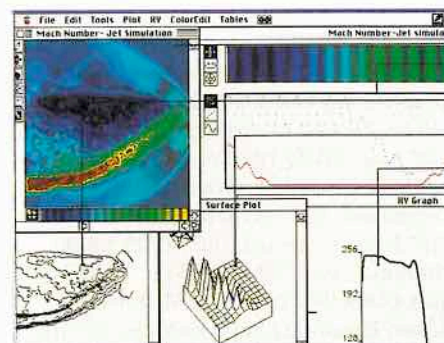 File Edit Tools Plot XY ColorEdit Tables
Mach Number-Jet simulation
Mach Number-Jet simula
Surface Plot
XY Graph
256
192
128